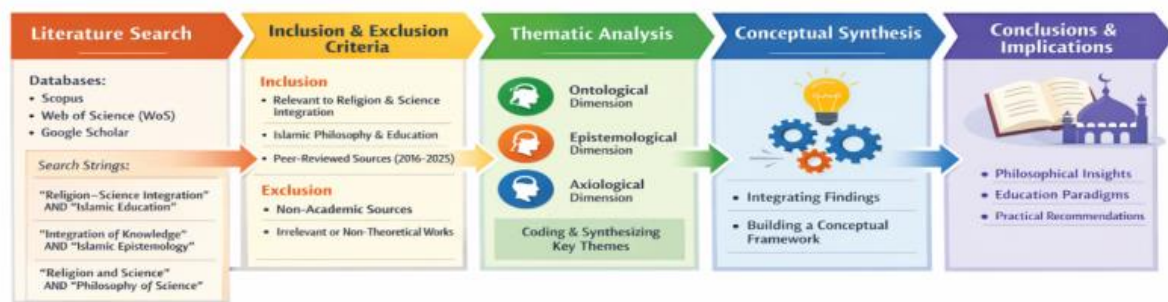 Literature Search
Databases:
• Scopus
• Web of Science (WoS)
• Google Scholar
Search Strings:
"Religion–Science Integration"
AND "Islamic Education"
"Integration of Knowledge"
AND "Islamic Epistemology"
"Religion and Science"
AND "Philosophy of Science"
Inclusion & Exclusion
Criteria
Inclusion
• Relevant to Religion & Science
Integration
• Islamic Philosophy & Education
• Peer-Reviewed Sources (2016-2025)
Exclusion
• Non-Academic Sources
• Irrelevant or Non-Theoretical Works
Thematic Analysis
Ontological
Dimension
Epistemological
Dimension
Axiological
Dimension
Coding & Synthesizing
Key Themes
Conceptual Synthesis
• Integrating Findings
• Building a Conceptual
Framework
Conclusions &
Implications
• Philosophical Insights
• Education Paradigms
• Practical Recommendations